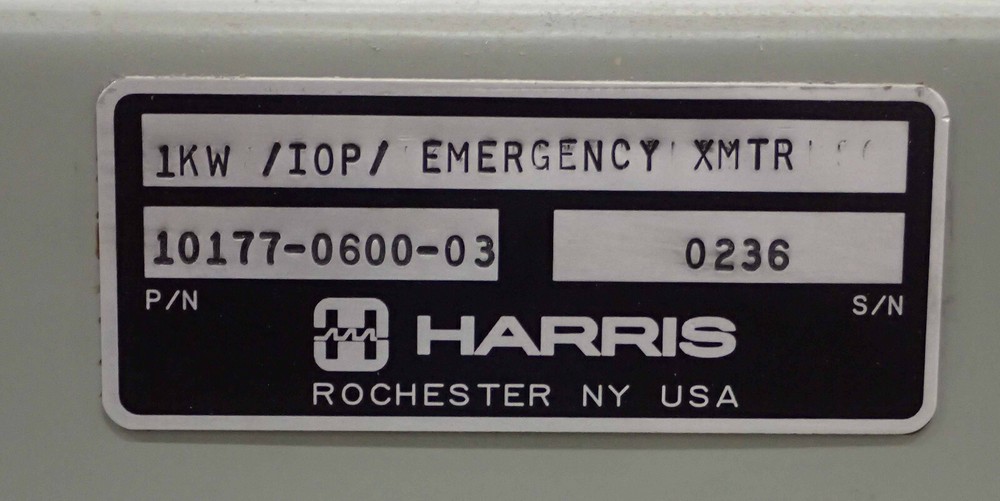 1KW /IOP/ EMERGENCY XMTR
10177-0600-03 0236
P/N S/N
HARRIS
ROCHESTER NY USA